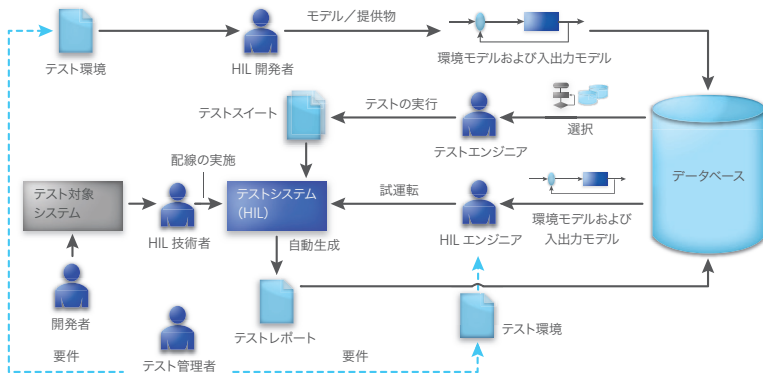 モデル／提供物
テスト環境
HIL 開発者
環境モデルおよび入出力モデル
テストスイート
テストの実行
テストエンジニア
選択
データベース
配線の実施
テスト対象
システム
HIL 技術者
テストシステム
(HIL)
試運転
HIL エンジニア
環境モデルおよび
入出力モデル
自動生成
開発者
テストレポート
テスト環境
要件
テスト管理者
要件